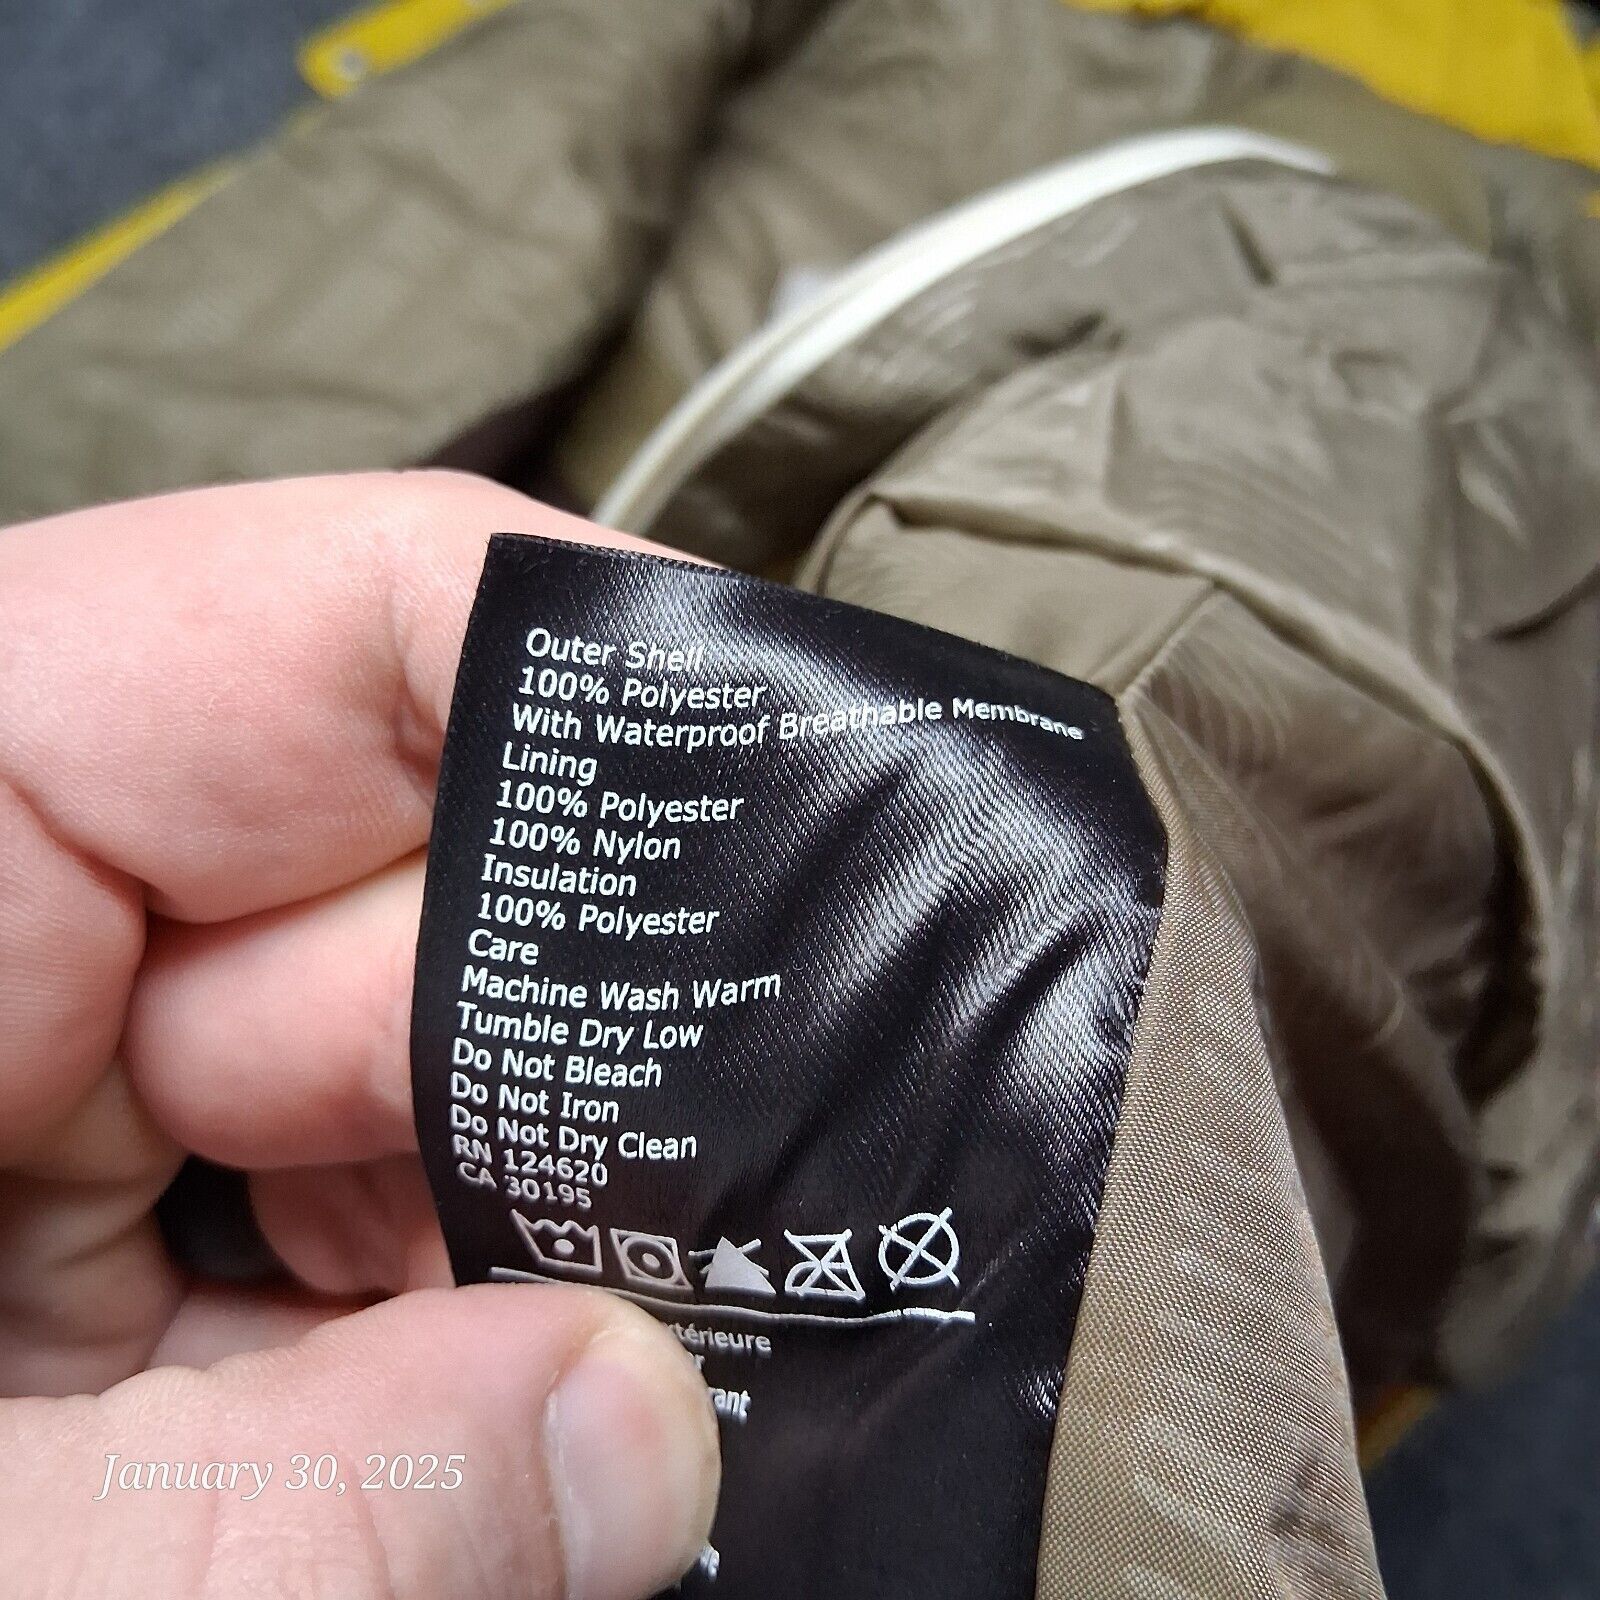 Outer Shell
100% Polyester
With Waterproof Breathable Membrane
Lining
100% Polyester
100% Nylon
Insulation
100% Polyester
Care
Machine Wash Warm
Tumble Dry Low
Do Not Bleach
Do Not Iron
Do Not Dry Clean
RN 124620
CA 30195
térieure
rant
January 30, 2025